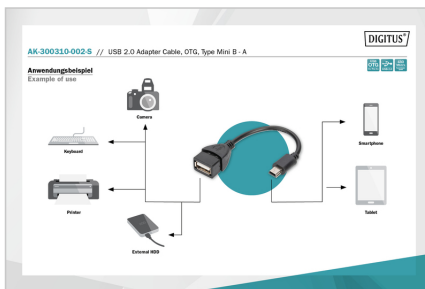 DIGITUS®
AK-300310-002-S // USB 2.0 Adapter Cable, OTG, Type Mini B - A
Anwendungsbeispiel
Example of use
OTG
Camera
Keyboard
Smartphone
Printer
Tablet
External HDD